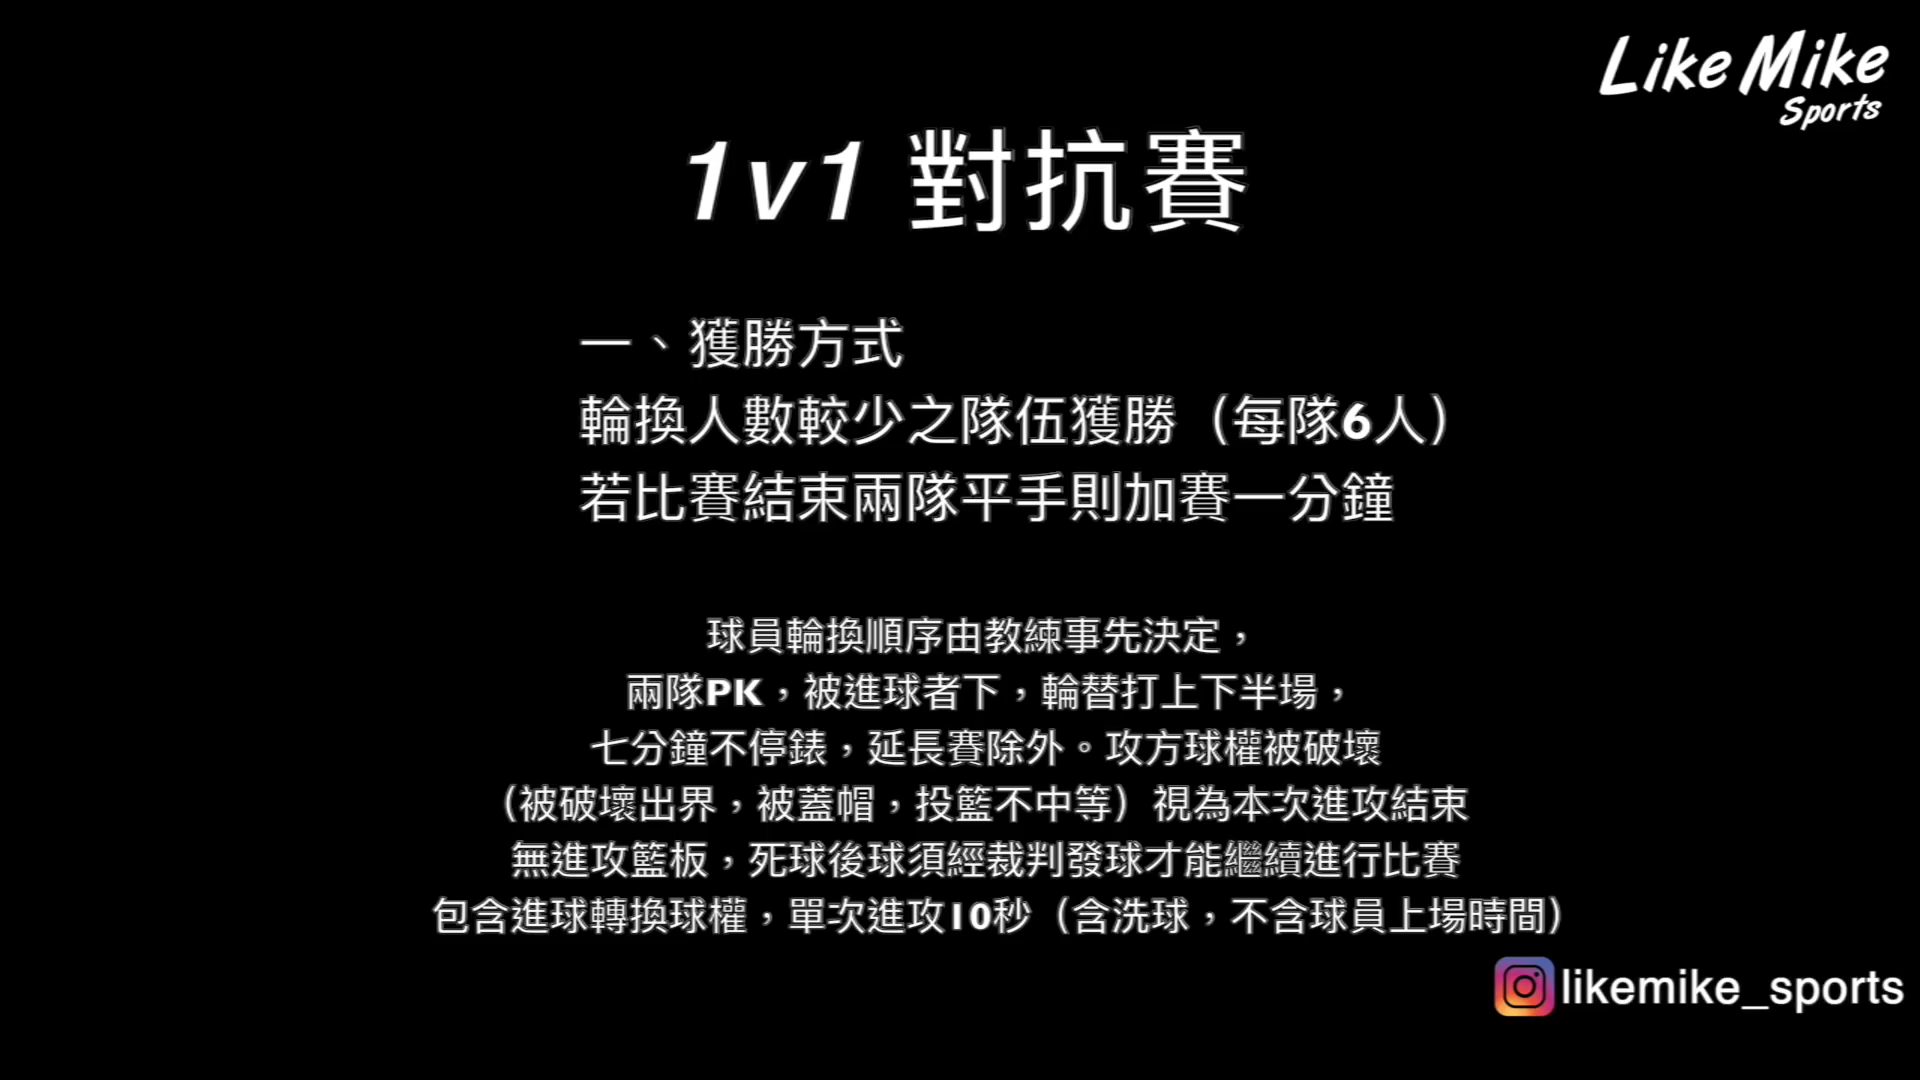 Like Mike
Sports
1v1 對抗賽
一、獲勝方式
輪換人數較少之隊伍獲勝（每隊6人）
若比賽結束兩隊平手則加賽一分鐘
球員輪換順序由教練事先決定，
兩隊PK，被進球者下，輪替打上下半場，
七分鐘不停錶，延長賽除外。攻方球權被破壞
（被破壞出界，被蓋帽，投籃不中等）視為本次進攻結束
無進攻籃板，死球後球須經裁判發球才能繼續進行比賽
包含進球轉換球權，單次進攻10秒（含洗球，不含球員上場時間）
likemike_sports